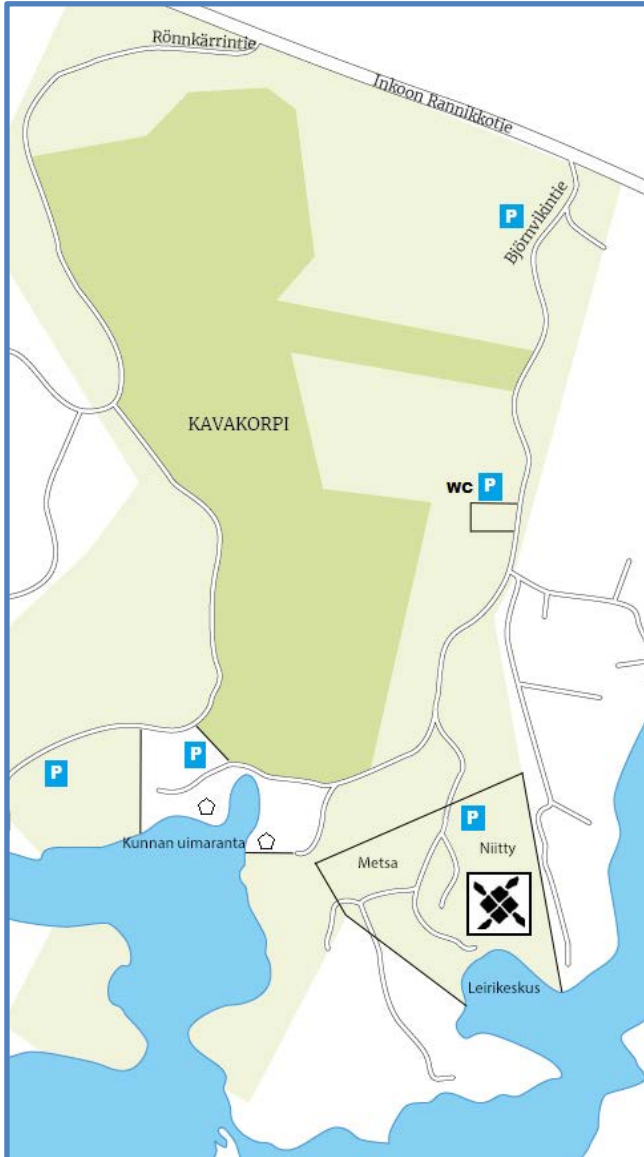 Rönnkärrintie
Inkoon Rannikkotie
P
Björnvikintie
KAVAKORPI
WC P
P
P
Kunnan uimaranta
P
Metsa
Niitty
Leirikeskus